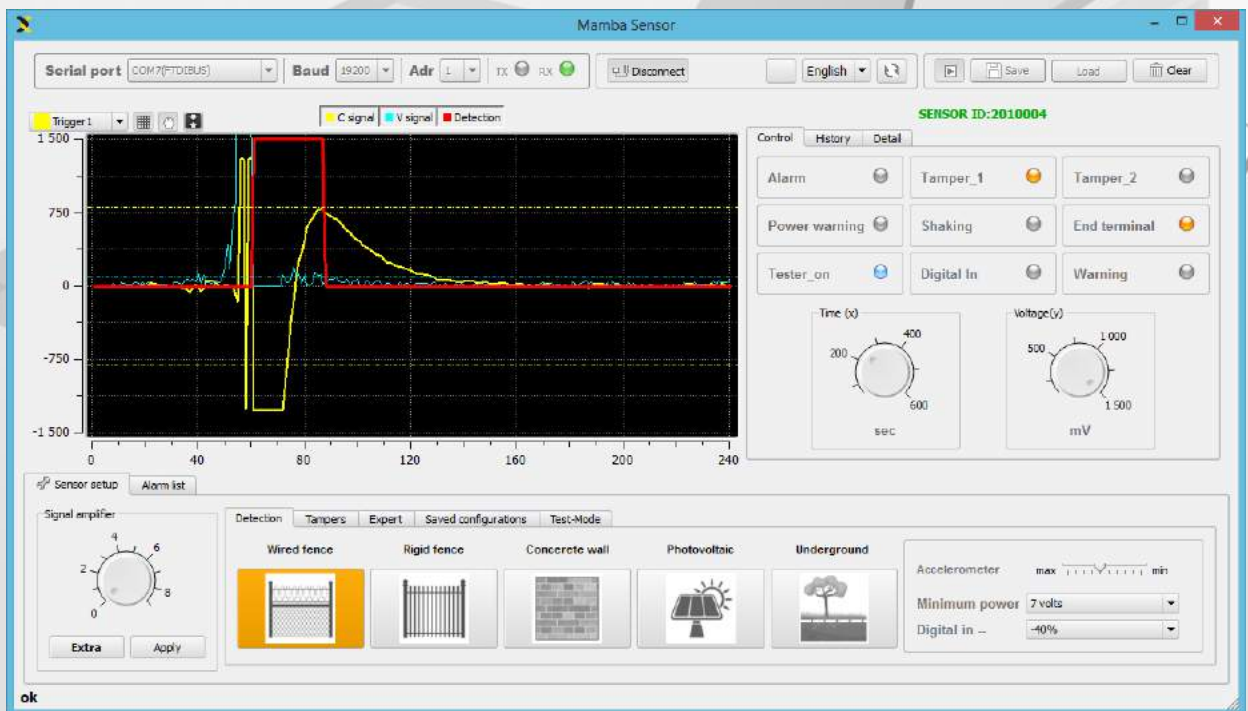 Mamba Sensor
Serial port COM7(FTDIBUS) Baud 19200 Adr 1 TX RX Disconnect English Save Load Clear
Trigger1 C signal V signal Detection SENSOR ID:2010004
Control History Detail
Alarm Tamper_1 Tamper_2
Power warning Shaking End terminal
Tester_on Digital In Warning
1 500
750
0
-750
-1 500
0 40 80 120 160 200 240
Time (x) Voltage(y)
200 400 600
sec
500 1 000 1 500
mV
Sensor setup Alarm list
Signal amplifier
0 2 4 6 8
Extra Apply
Detection Tampers Expert Saved configurations Test-Mode
Wired fence Rigid fence Concerete wall Photovoltaic Underground
Accelerometer max min
Minimum power 7 volts
Digital in – -40%
ok